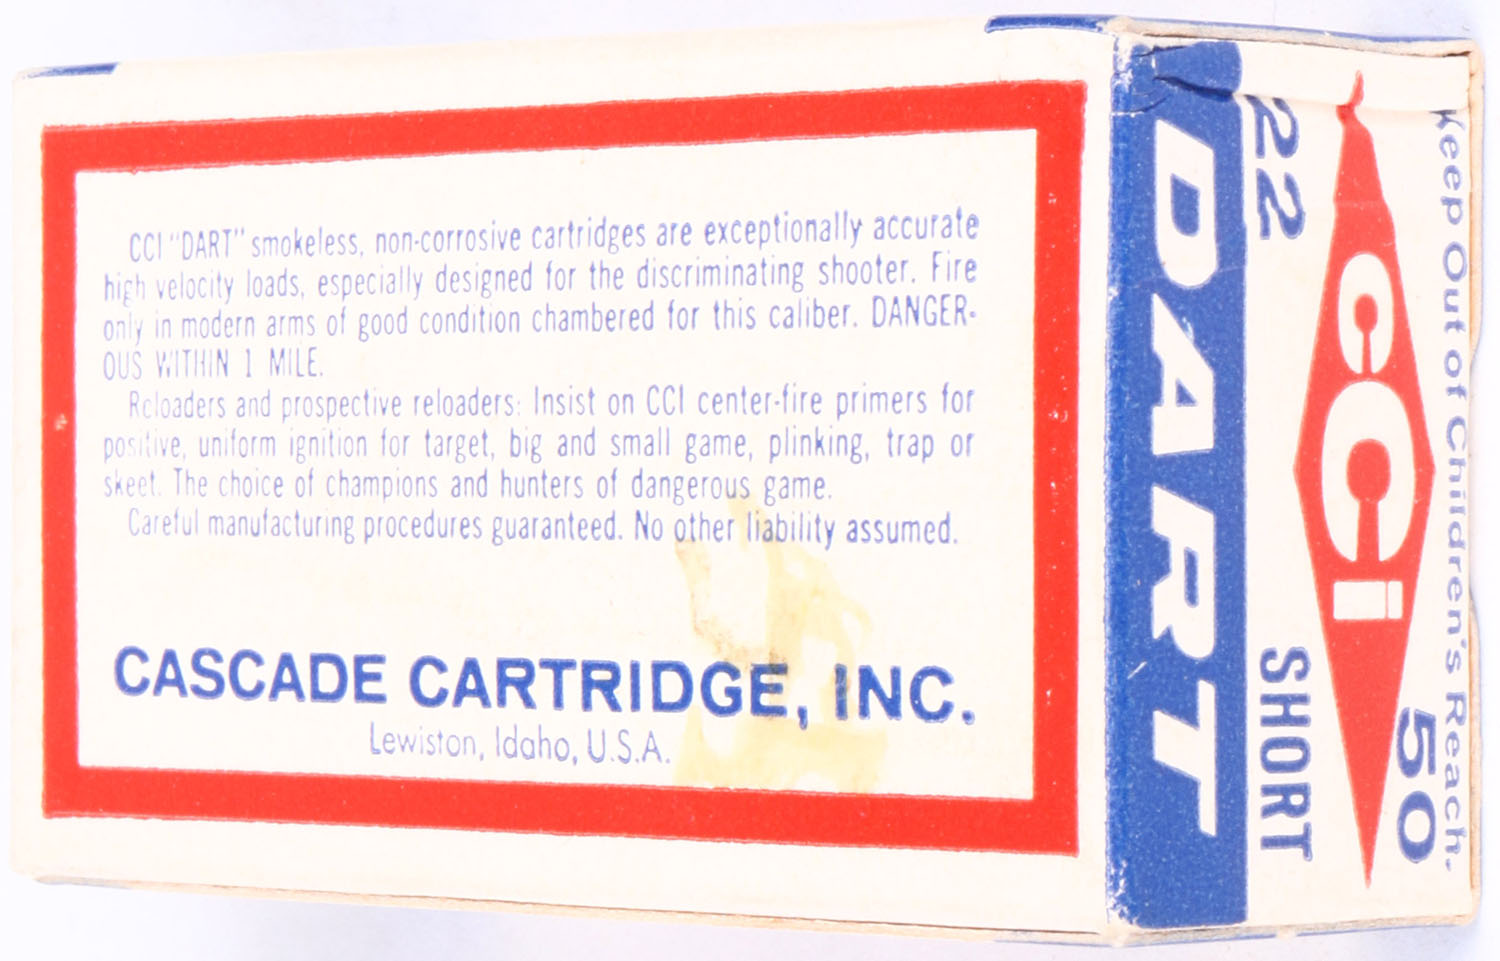 CCI "DART" smokeless, non-corrosive cartridges are exceptionally accurate
high velocity loads, especially designed for the discriminating shooter. Fire
only in modern arms of good condition chambered for this caliber. DANGER-
OUS WITHIN 1 MILE.
Reloaders and prospective reloaders: Insist on CCI center-fire primers for
positive, uniform ignition for target, big and small game, plinking, trap or
skeet. The choice of champions and hunters of dangerous game.
Careful manufacturing procedures guaranteed. No other liability assumed.
CASCADE CARTRIDGE, INC.
Lewiston, Idaho, U.S.A.
Keep Out of Children's Reach.
50
CCI
22 SHORT
DART